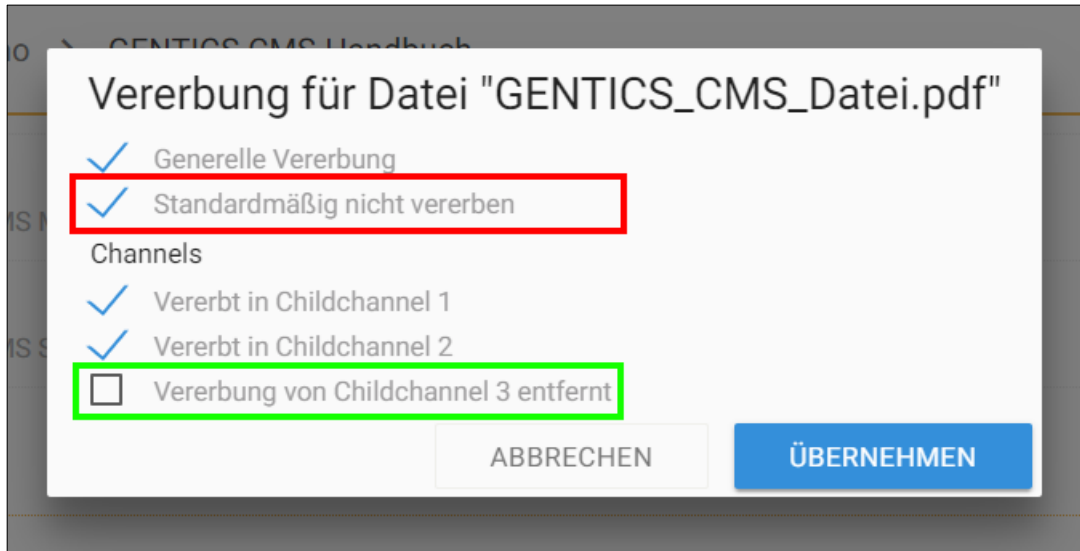 GENTICS CMS Handbuch
Vererbung für Datei "GENTICS_CMS_Datei.pdf"
Generelle Vererbung
Standardmäßig nicht vererben
Channels
Vererbt in Childchannel 1
Vererbt in Childchannel 2
Vererbung von Childchannel 3 entfernt
ABBRECHEN ÜBERNEHMEN